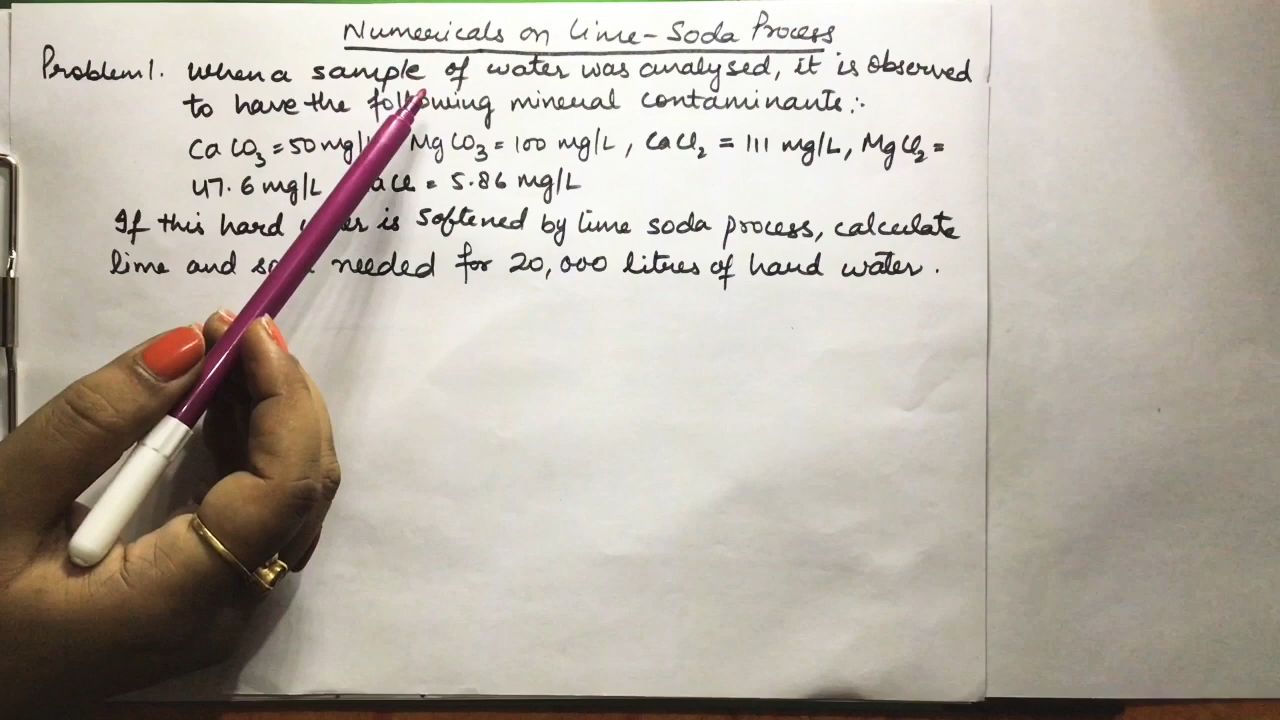 Numericals on Lime-Soda Process
Problem 1. When a sample of water was analysed, it is observed
to have the following mineral contaminants:-
CaCO3 = 50 mg/L MgCO3 = 100 mg/L, CaCl2 = 111 mg/L, MgCl2 =
47.6 mg/L = 5.86 mg/L
If this hard is softened by lime soda process, calculate
lime and needed for 20,000 litres of hard water.